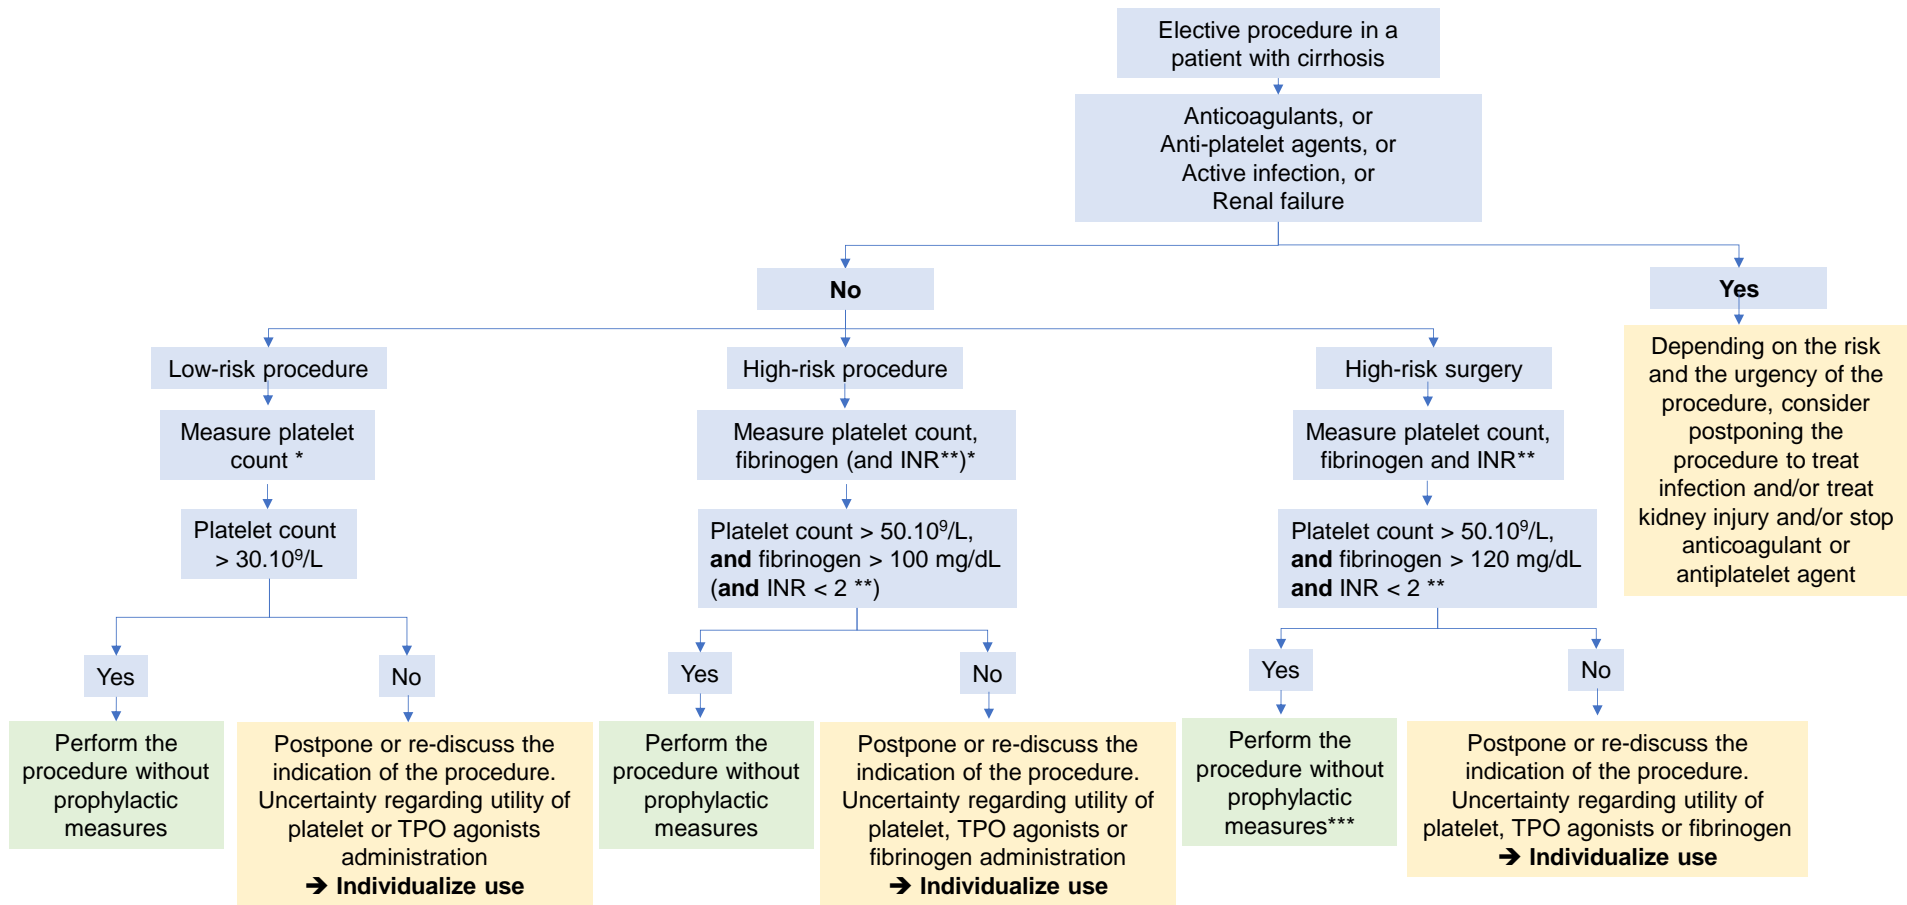 Elective procedure in a
patient with cirrhosis
Anticoagulants, or
Anti-platelet agents, or
Active infection, or
Renal failure
No
Yes
Low-risk procedure
Measure platelet
count *
Platelet count
> 30.10⁹/L
Yes
No
Perform the
procedure without
prophylactic
measures
Postpone or re-discuss the
indication of the procedure.
Uncertainty regarding utility of
platelet or TPO agonists
administration
➔ Individualize use
High-risk procedure
Measure platelet count,
fibrinogen (and INR**)*
Platelet count > 50.10⁹/L,
and fibrinogen > 100 mg/dL
(and INR < 2 **)
Yes
No
Perform the
procedure without
prophylactic
measures
Postpone or re-discuss the
indication of the procedure.
Uncertainty regarding utility of
platelet, TPO agonists or
fibrinogen administration
➔ Individualize use
High-risk surgery
Measure platelet count,
fibrinogen and INR**
Platelet count > 50.10⁹/L,
and fibrinogen > 120 mg/dL
and INR < 2 **
Yes
No
Perform the
procedure without
prophylactic
measures***
Postpone or re-discuss the
indication of the procedure.
Uncertainty regarding utility of
platelet, TPO agonists or fibrinogen
➔ Individualize use
Depending on the risk
and the urgency of the
procedure, consider
postponing the
procedure to treat
infection and/or treat
kidney injury and/or stop
anticoagulant or
antiplatelet agent